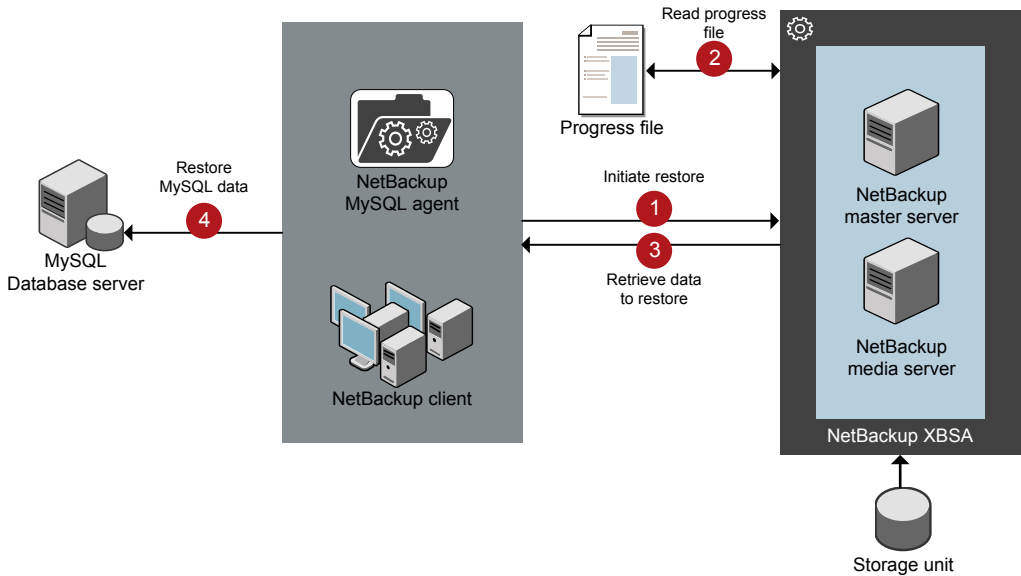 Read progress
file
2
Progress file
NetBackup
MySQL agent
Restore
MySQL data
4
MySQL
Database server
Initiate restore
1
3
Retrieve data
to restore
NetBackup client
NetBackup
master server
NetBackup
media server
NetBackup XBSA
Storage unit